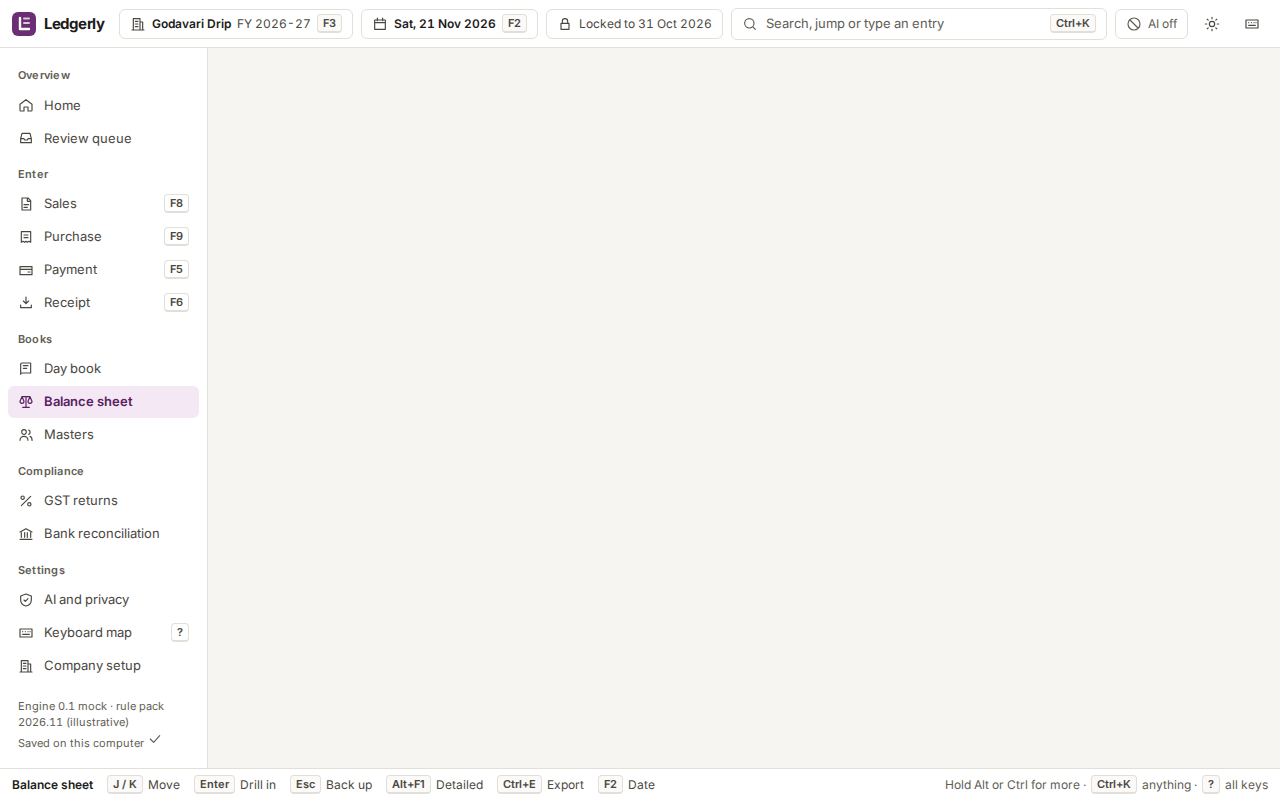 Ledgerly
Godavari Drip FY 2026-27 F3
Sat, 21 Nov 2026 F2
Locked to 31 Oct 2026
Search, jump or type an entry Ctrl+K
AI off
Overview
Home
Review queue
Enter
Sales F8
Purchase F9
Payment F5
Receipt F6
Books
Day book
Balance sheet
Masters
Compliance
GST returns
Bank reconciliation
Settings
AI and privacy
Keyboard map ?
Company setup
Engine 0.1 mock · rule pack
2026.11 (illustrative)
Saved on this computer
Balance sheet J / K Move Enter Drill in Esc Back up Alt+F1 Detailed Ctrl+E Export F2 Date Hold Alt or Ctrl for more · Ctrl+K anything · ? all keys